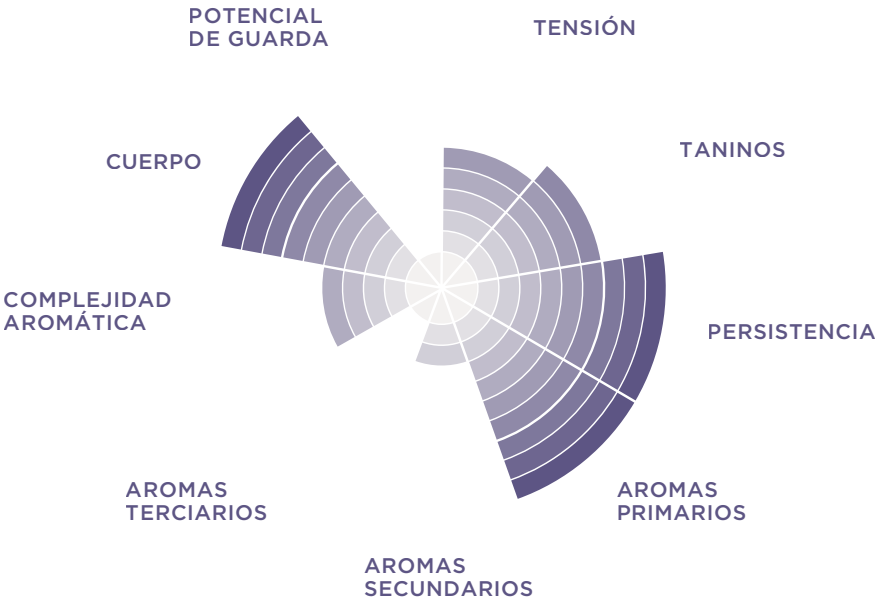 POTENCIAL
DE GUARDA
TENSIÓN
CUERPO
TANINOS
COMPLEJIDAD
AROMÁTICA
PERSISTENCIA
AROMAS
TERCIARIOS
AROMAS
PRIMARIOS
AROMAS
SECUNDARIOS